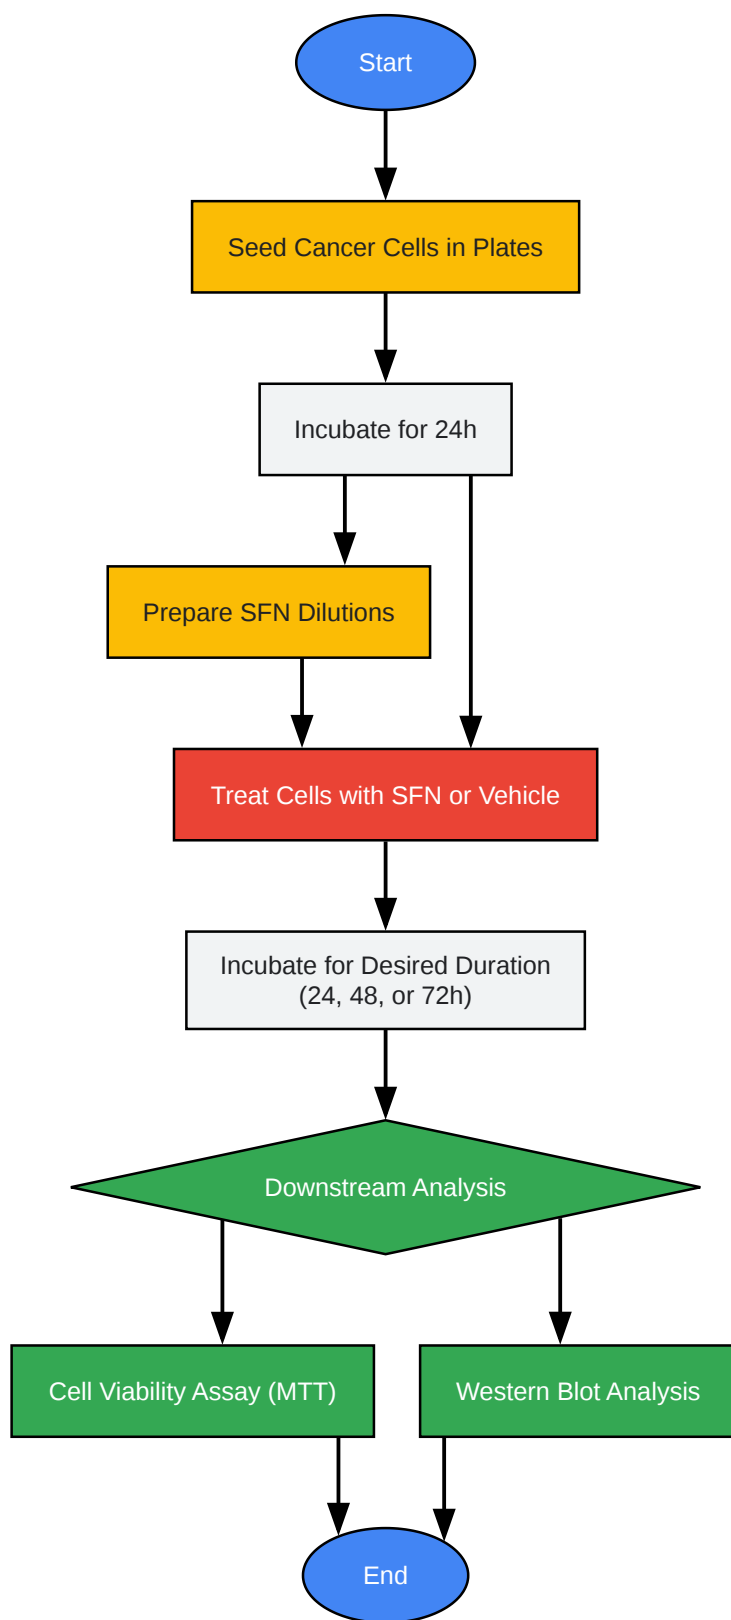 Start
Seed Cancer Cells in Plates
Incubate for 24h
Prepare SFN Dilutions
Treat Cells with SFN or Vehicle
Incubate for Desired Duration
(24, 48, or 72h)
Downstream Analysis
Cell Viability Assay (MTT)
Western Blot Analysis
End